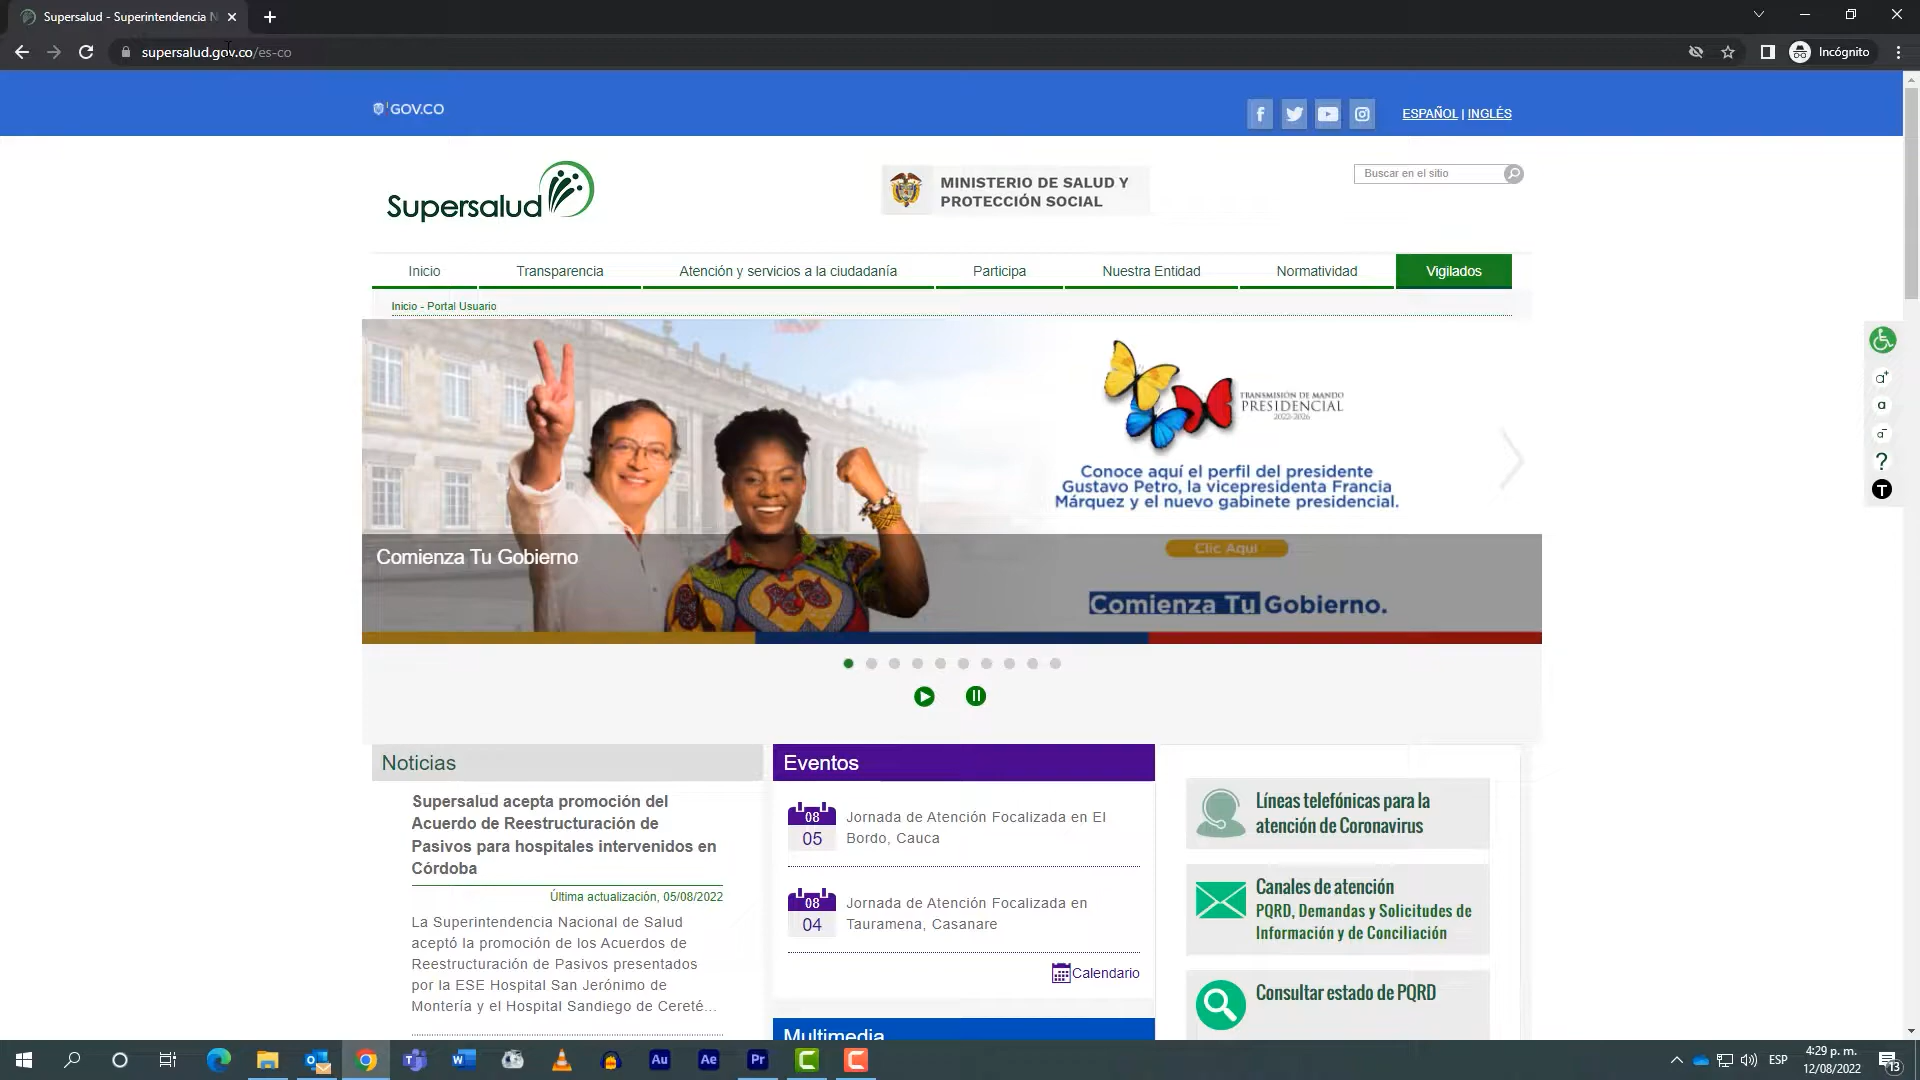 Supersalud - Superintendencia N
supersalud.gov.co/es-co
Incógnito
GOV.CO
ESPAÑOL | INGLÉS
Supersalud
MINISTERIO DE SALUD Y
PROTECCIÓN SOCIAL
Buscar en el sitio
Inicio
Transparencia
Atención y servicios a la ciudadanía
Participa
Nuestra Entidad
Normatividad
Vigilados
Inicio - Portal Usuario
TRANSMISIÓN DE MANDO
PRESIDENCIAL
2022-2026
Conoce aquí el perfil del presidente
Gustavo Petro, la vicepresidenta Francia
Márquez y el nuevo gabinete presidencial.
Clic Aquí
Comienza Tu Gobierno
Comienza Tu Gobierno.
a+
a
a-
?
T
Noticias
Supersalud acepta promoción del
Acuerdo de Reestructuración de
Pasivos para hospitales intervenidos en
Córdoba
Última actualización, 05/08/2022
La Superintendencia Nacional de Salud
aceptó la promoción de los Acuerdos de
Reestructuración de Pasivos presentados
por la ESE Hospital San Jerónimo de
Montería y el Hospital Sandiego de Cereté...
Eventos
08
05
Jornada de Atención Focalizada en El
Bordo, Cauca
08
04
Jornada de Atención Focalizada en
Tauramena, Casanare
Calendario
Multimedia
Líneas telefónicas para la
atención de Coronavirus
Canales de atención
PQRD, Demandas y Solicitudes de
Información y de Conciliación
Consultar estado de PQRD
Au
Ae
Pr
ESP
4:29 p. m.
12/08/2022
13